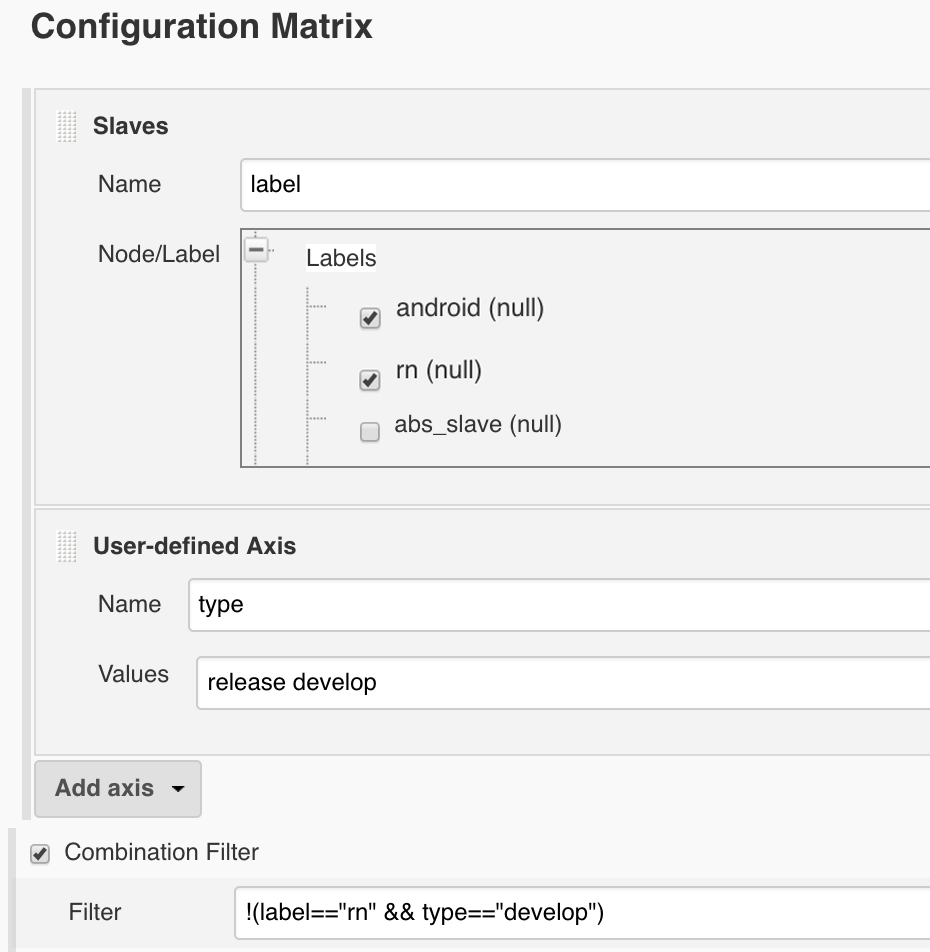 Configuration Matrix
Slaves
Name label
Node/Label
Labels
android (null)
rn (null)
abs_slave (null)
User-defined Axis
Name type
Values release develop
Add axis
Combination Filter
Filter !(label=="rn" && type=="develop")